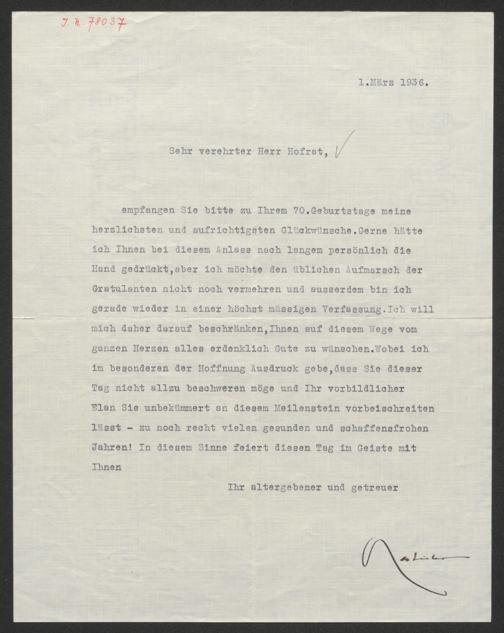 J.N. 78037
1.März 1936.
Sehr verehrter Herr Hofrat,
empfangen Sie bitte zu Ihrem 70.Geburtstage meine
herzlichsten und aufrichtigsten Glückwünsche.Gerne hätte
ich Ihnen bei diesem Anlass nach langem persönlich die
Hand gedrückt,aber ich möchte den üblichen Aufmarsch der
Gratulanten nicht noch vermehren und ausserdem bin ich
gerade wieder in einer höchst mässigen Verfassung.Ich will
mich daher darauf beschränken,Ihnen auf diesem Wege vom
ganzen Herzen alles erdenklich Gute zu wünschen.Wobei ich
im besonderen der Hoffnung Ausdruck gebe,dass Sie dieser
Tag nicht allzu beschweren möge und Ihr vorbildlicher
Elan Sie unbekümmert an diesem Meilenstein vorbeischreiten
lässt - zu noch recht vielen gesunden und schaffensfrohen
Jahren! In diesem Sinne feiert diesen Tag im Geiste mit
Ihnen
Ihr altergebener und getreuer